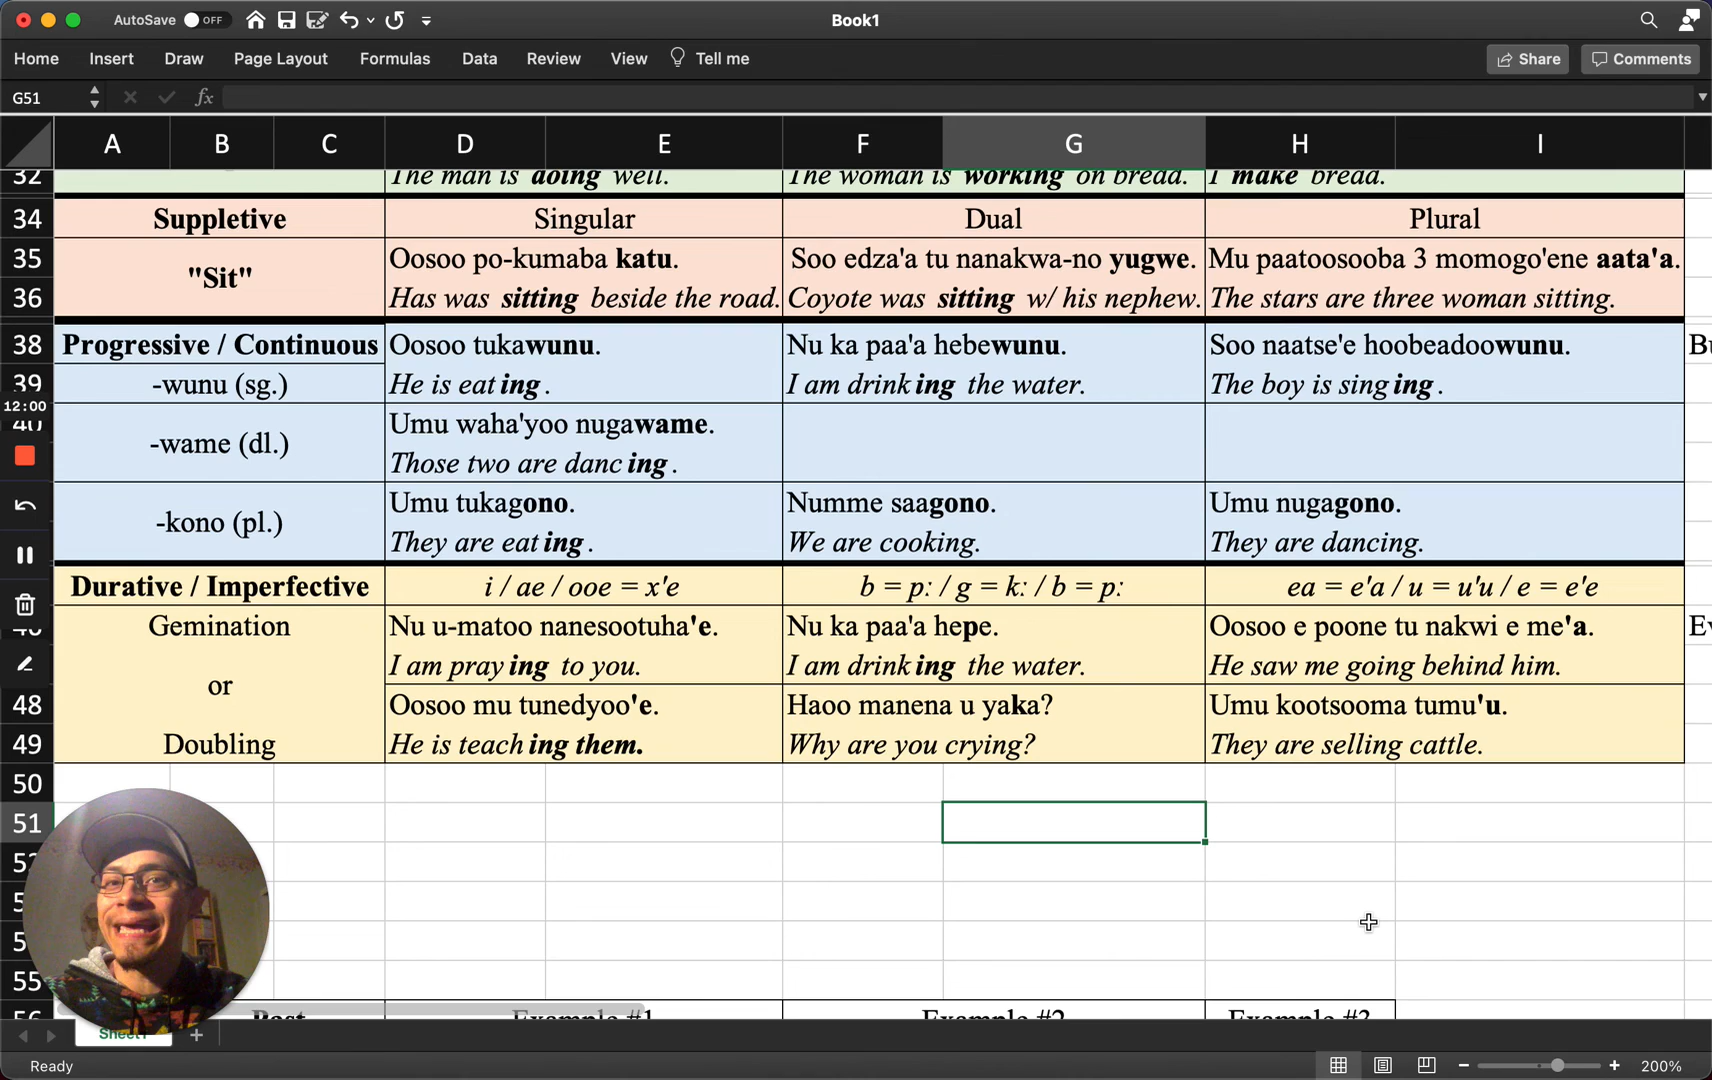 AutoSave OFF Book1
Home Insert Draw Page Layout Formulas Data Review View Tell me Share Comments
G51 fx
A B C D E F G H I
32 The man is doing well. The woman is working on bread. I make bread.
34 Suppletive Singular Dual Plural
35 "Sit" Oosoo po-kumaba katu. Soo edza'a tu nanakwa-no yugwe. Mu paatoosooba 3 momogo'ene aata'a.
36 Has was sitting beside the road. Coyote was sitting w/ his nephew. The stars are three woman sitting.
38 Progressive / Continuous Oosoo tukawunu. Nu ka paa'a hebewunu. Soo naatse'e hoobeadoowunu.
39 -wunu (sg.) He is eating. I am drinking the water. The boy is singing.
12:00
40 -wame (dl.) Umu waha'yoo nugawame.
Those two are dancing.
-kono (pl.) Umu tukagono. Numme saagono. Umu nugagono.
They are eating. We are cooking. They are dancing.
Durative / Imperfective i / ae / ooe = x'e b = p: / g = k: / b = p: ea = e'a / u = u'u / e = e'e
46 Gemination Nu u-matoo nanesootuha'e. Nu ka paa'a hepe. Oosoo e poone tu nakwi e me'a.
or I am praying to you. I am drinking the water. He saw me going behind him.
48 Oosoo mu tunedyoo'e. Haoo manena u yaka? Umu kootsooma tumu'u.
49 Doubling He is teaching them. Why are you crying? They are selling cattle.
50
51
55
56 Past Example #1 Example #2 Example #3
Sheet1
Ready 200%